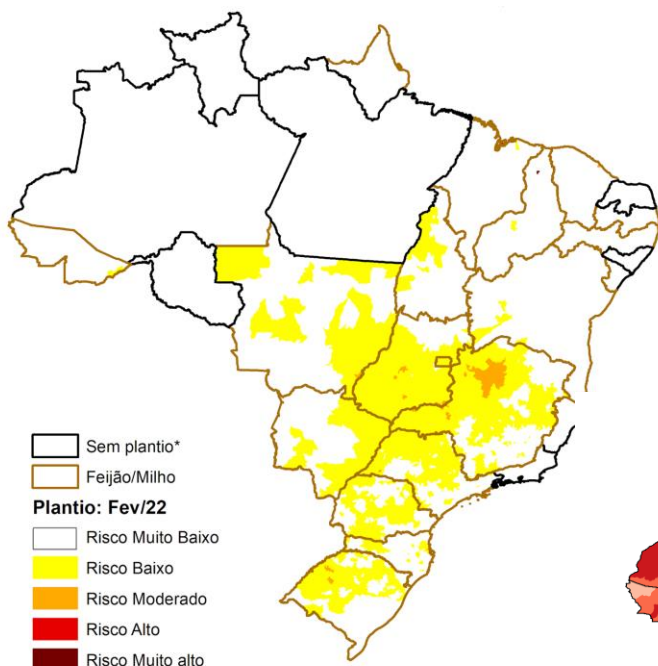 Sem plantio*
Feijão/Milho
Plantio: Fev/22
Risco Muito Baixo
Risco Baixo
Risco Moderado
Risco Alto
Risco Muito alto